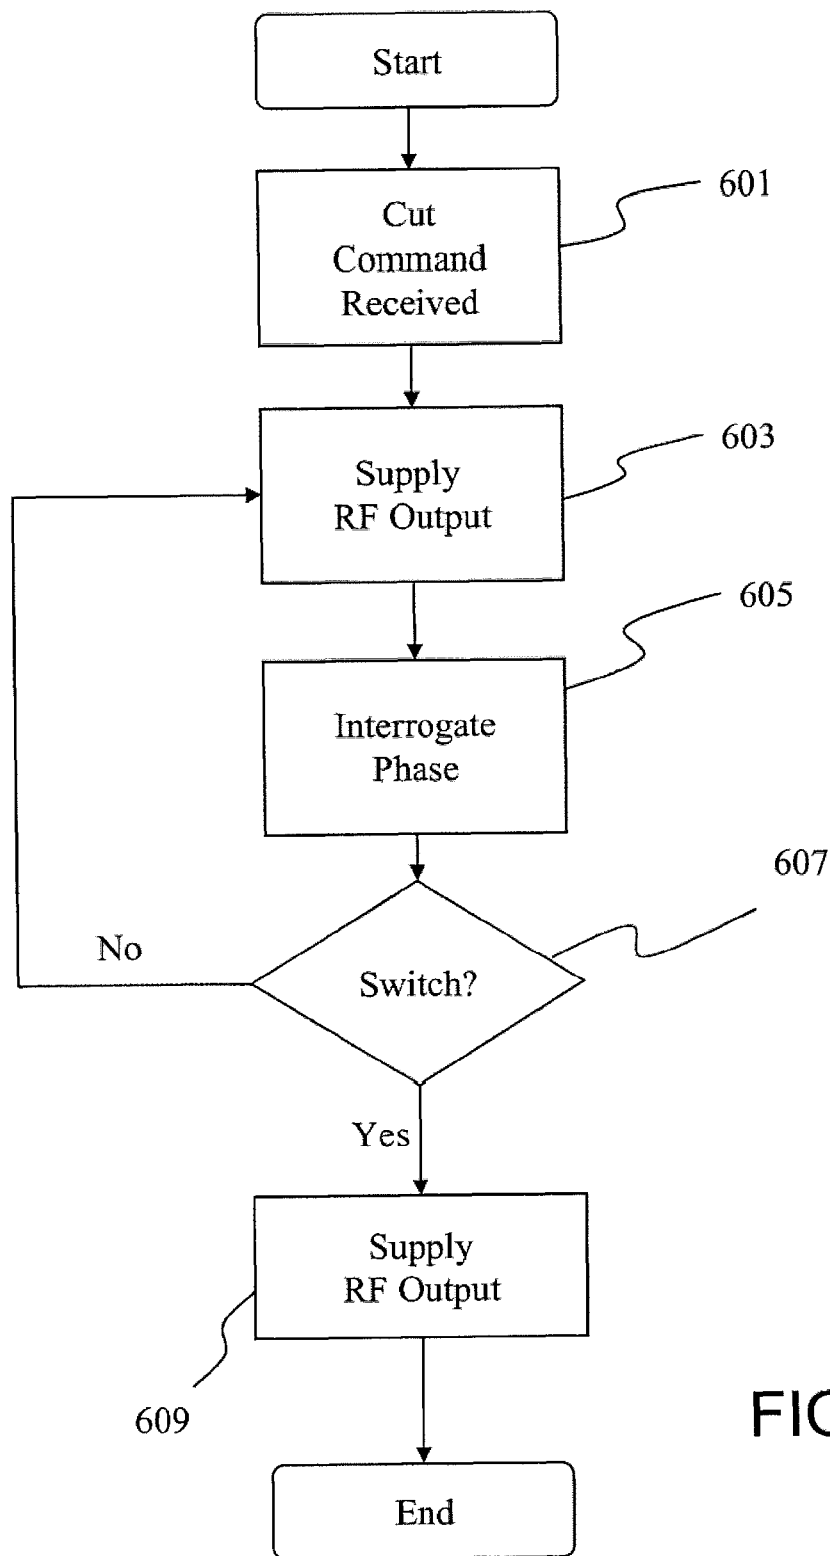 Start
601
Cut
Command
Received
603
Supply
RF Output
605
Interrogate
Phase
607
No
Switch?
Yes
Supply
RF Output
609
FIG
End